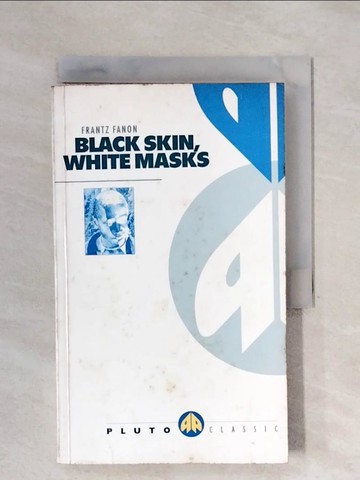 FRANTZ FANON
BLACK SKIN,
WHITE MASKS
PLUTO CLASSIC